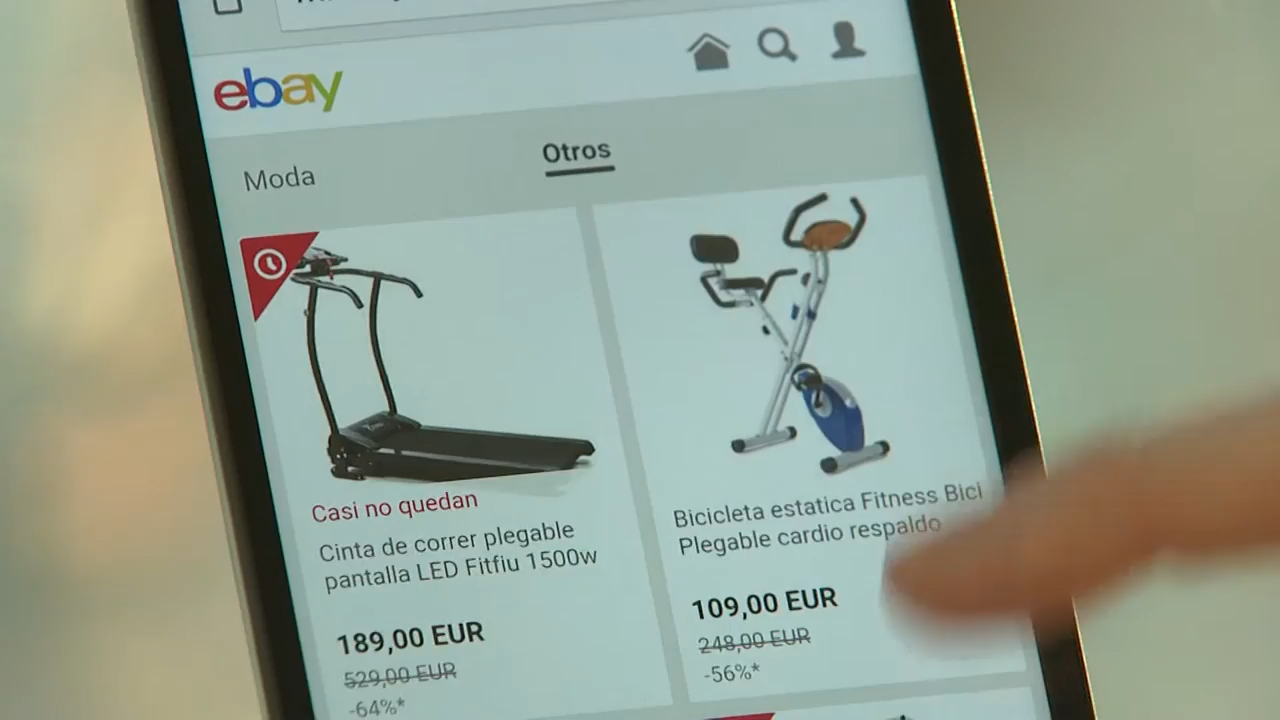 ebay
Moda
Otros
Casi no quedan
Cinta de correr plegable
pantalla LED Fitfiu 1500w
189,00 EUR
529,00 EUR
-64%*
Bicicleta estatica Fitness Bici
Plegable cardio respaldo
109,00 EUR
248,00 EUR
-56%*